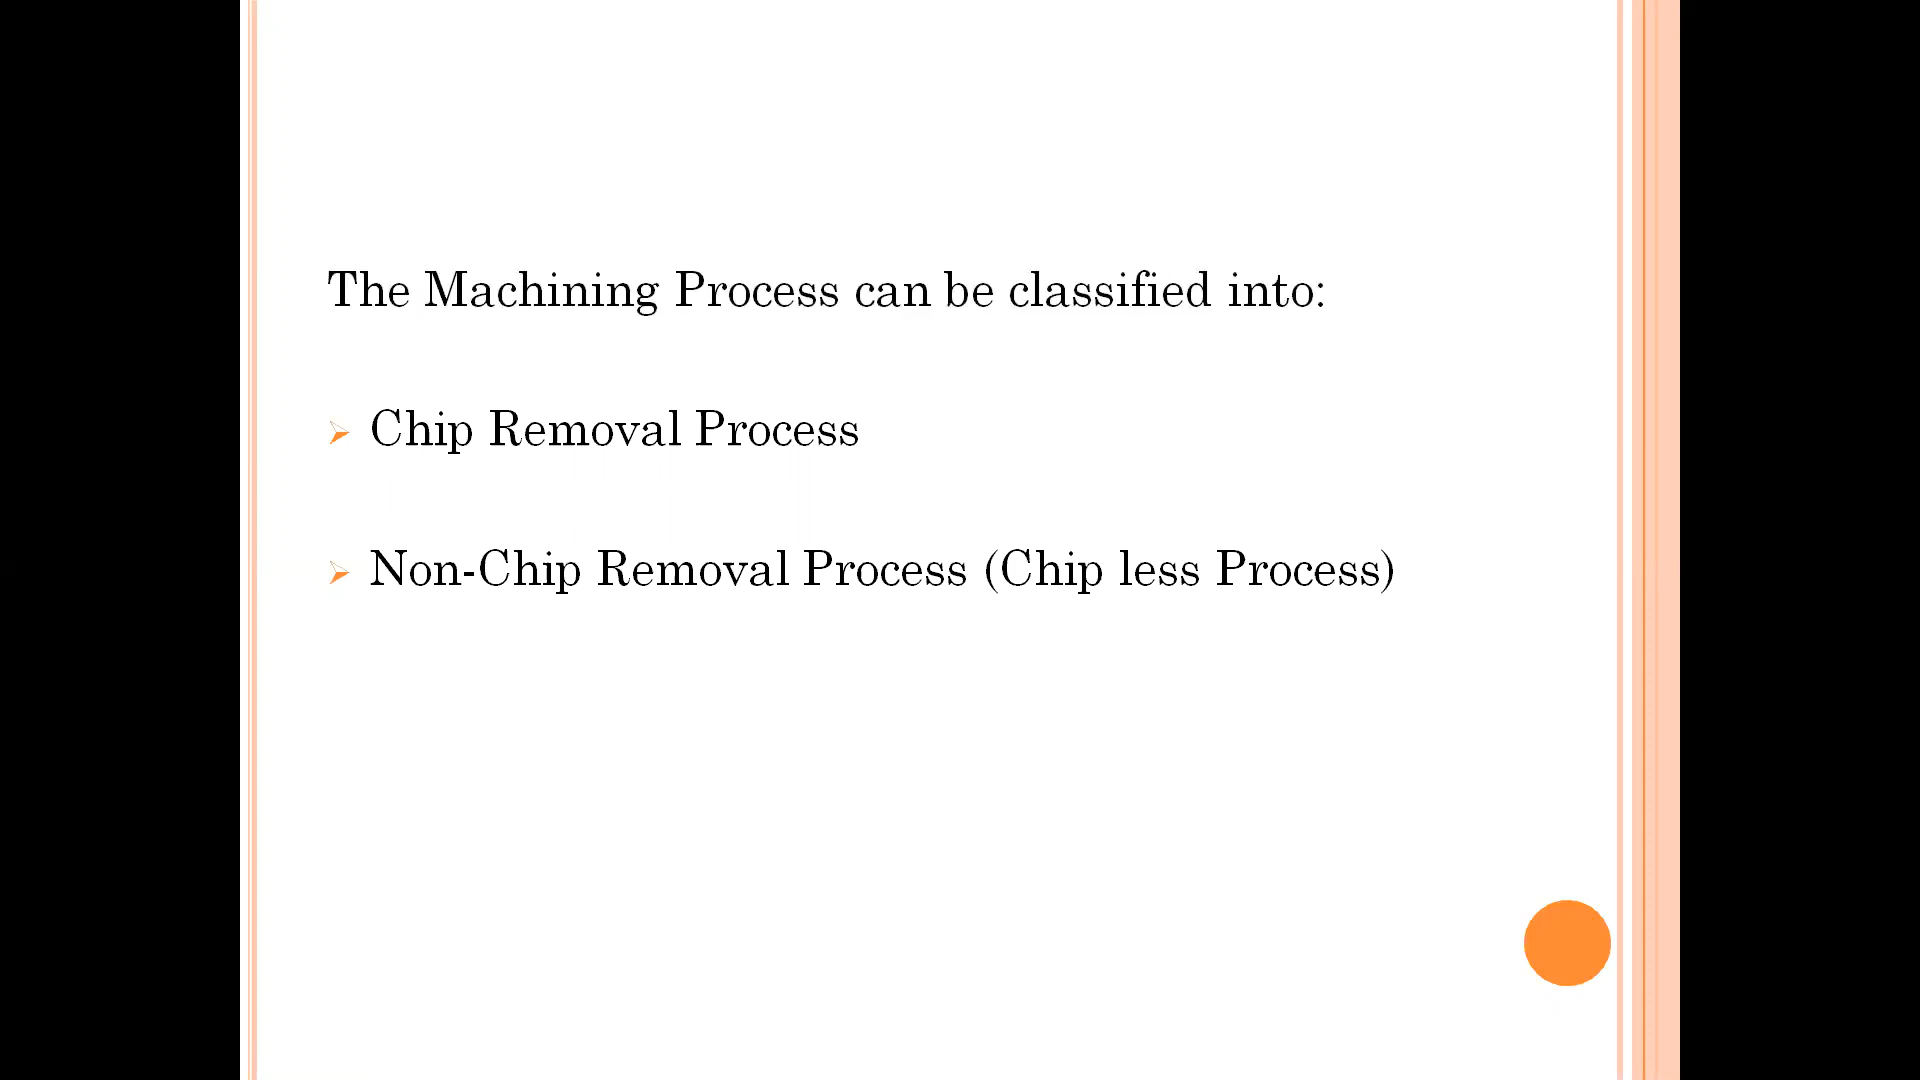 The Machining Process can be classified into:
Chip Removal Process
Non-Chip Removal Process (Chip less Process)